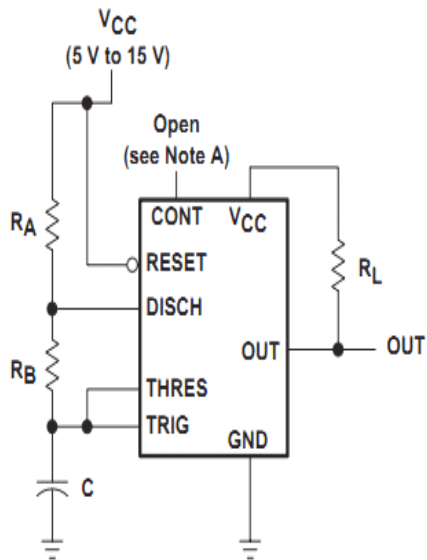 VCC
(5 V to 15 V)
Open
(see Note A)
CONT
VCC
RA
RESET
RL
DISCH
OUT
OUT
RB
THRES
TRIG
GND
C